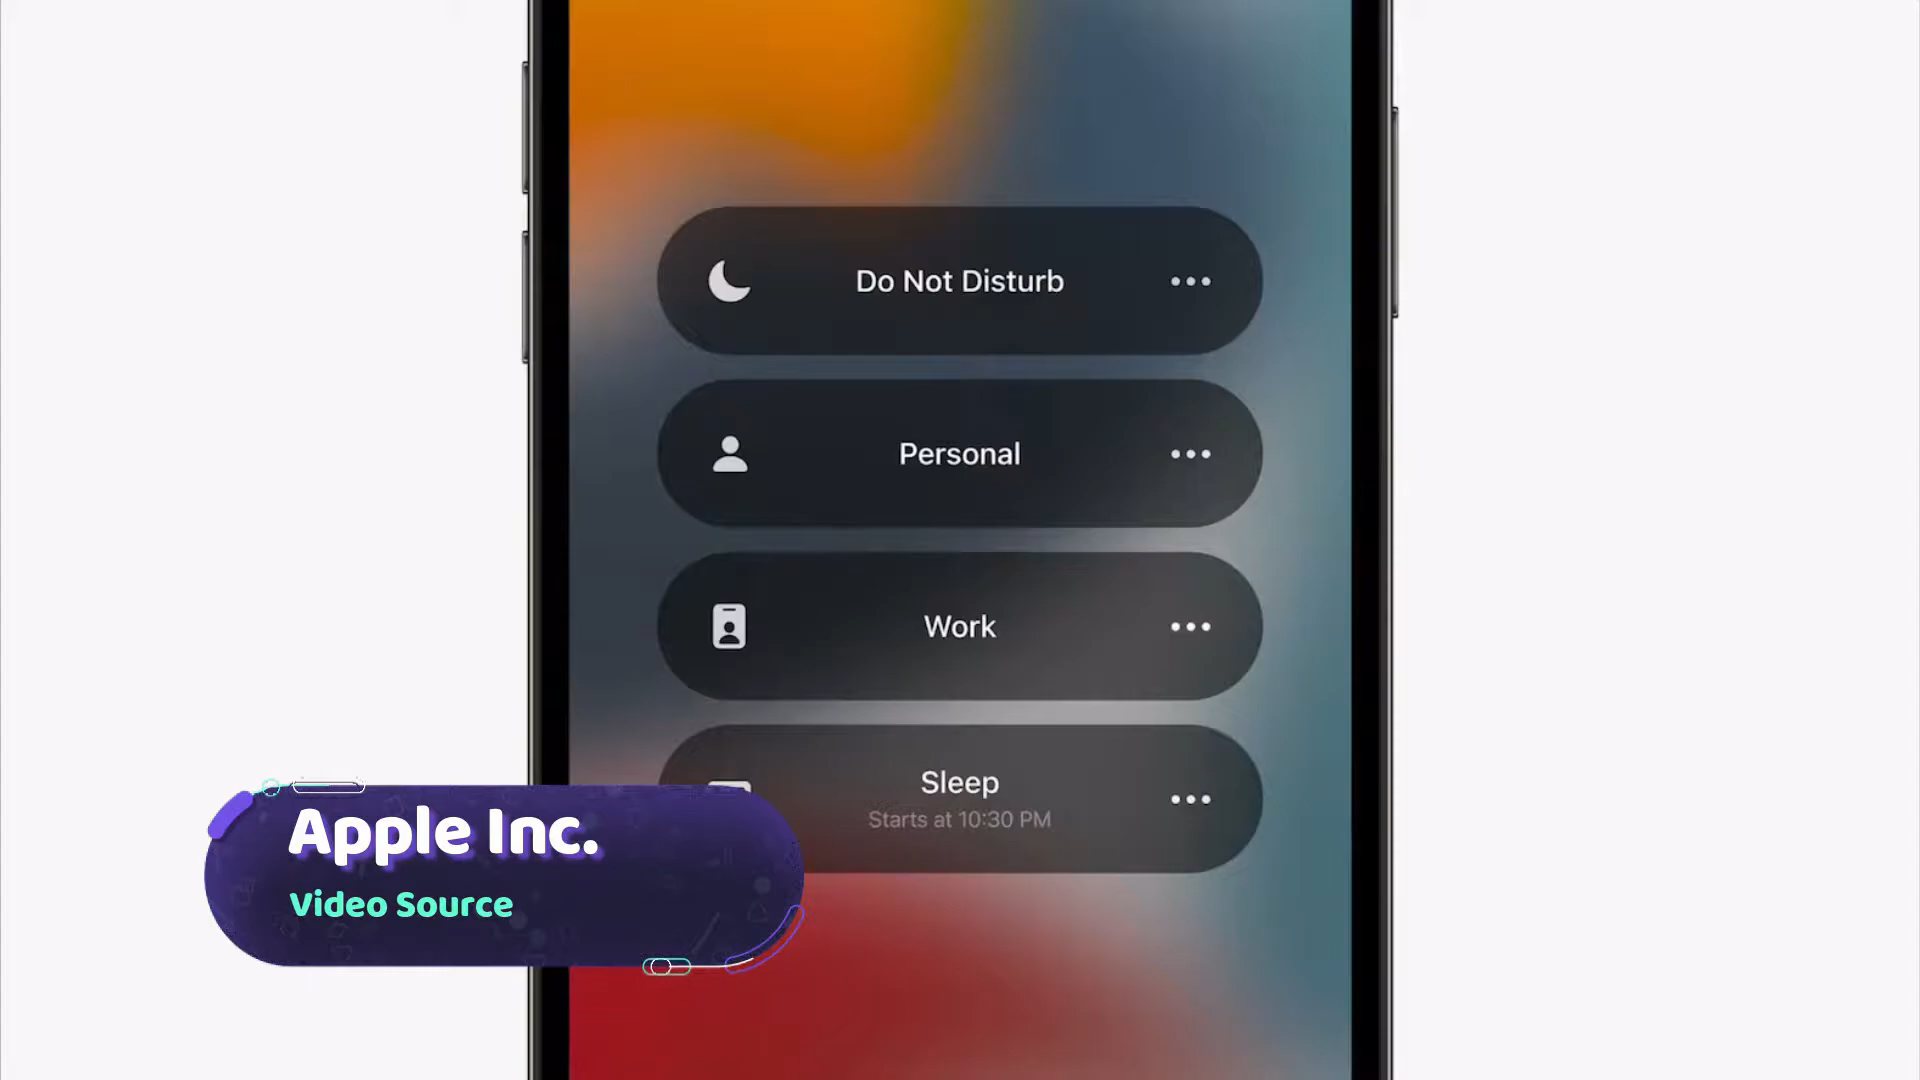 Do Not Disturb
Personal
Work
Sleep
Starts at 10:30 PM
Apple Inc.
Video Source